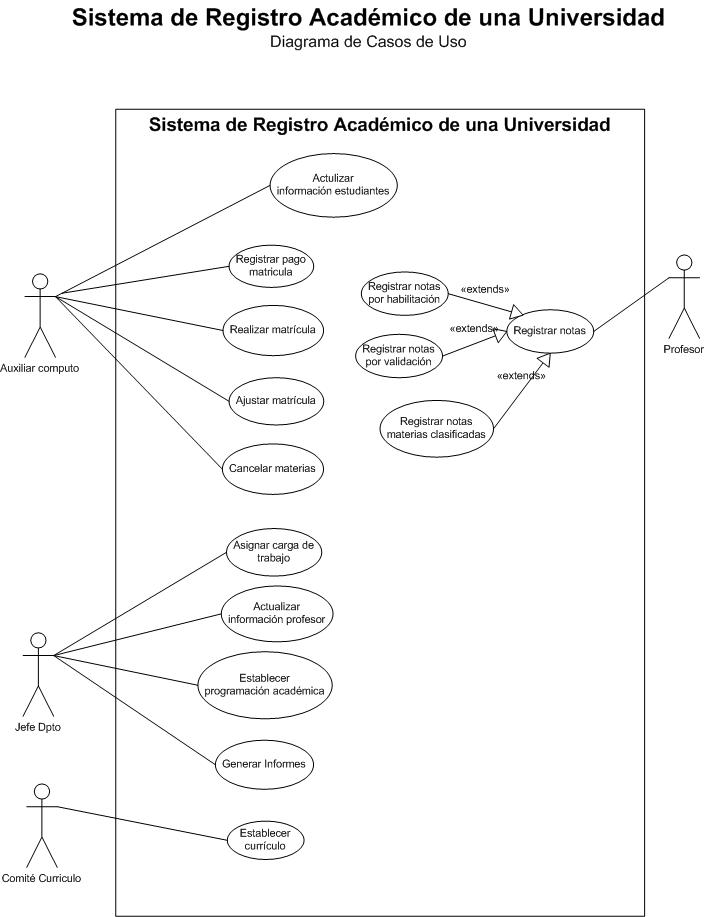 Sistema de Registro Académico de una Universidad
Diagrama de Casos de Uso
Sistema de Registro Académico de una Universidad
Actulizar
información estudiantes
Registrar pago
matricula
Realizar matrícula
Ajustar matrícula
Cancelar materias
Auxiliar computo
Registrar notas
por habilitación
«extends»
Registrar notas
por validación
«extends»
Registrar notas
Registrar notas
materias clasificadas
«extends»
Profesor
Asignar carga de
trabajo
Actualizar
información profesor
Establecer
programación académica
Generar Informes
Jefe Dpto
Establecer
currículo
Comité Curriculo